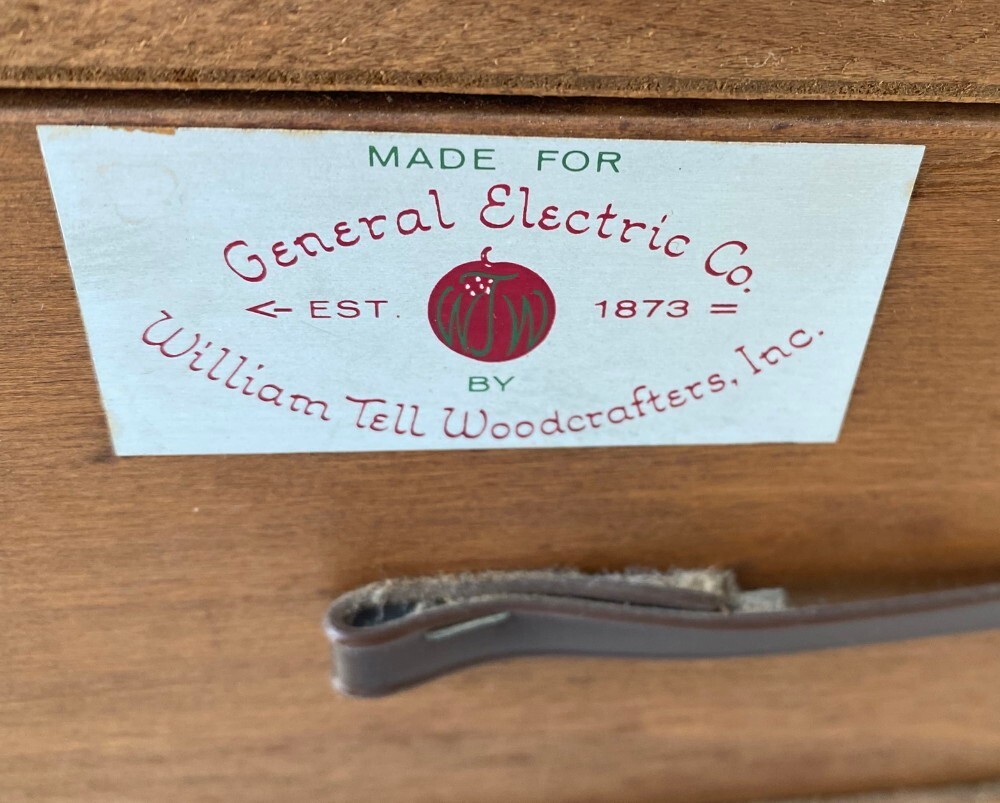 MADE FOR
General Electric Co.
<- EST. 1873 =
WTW
BY
William Tell Woodcrafters, Inc.